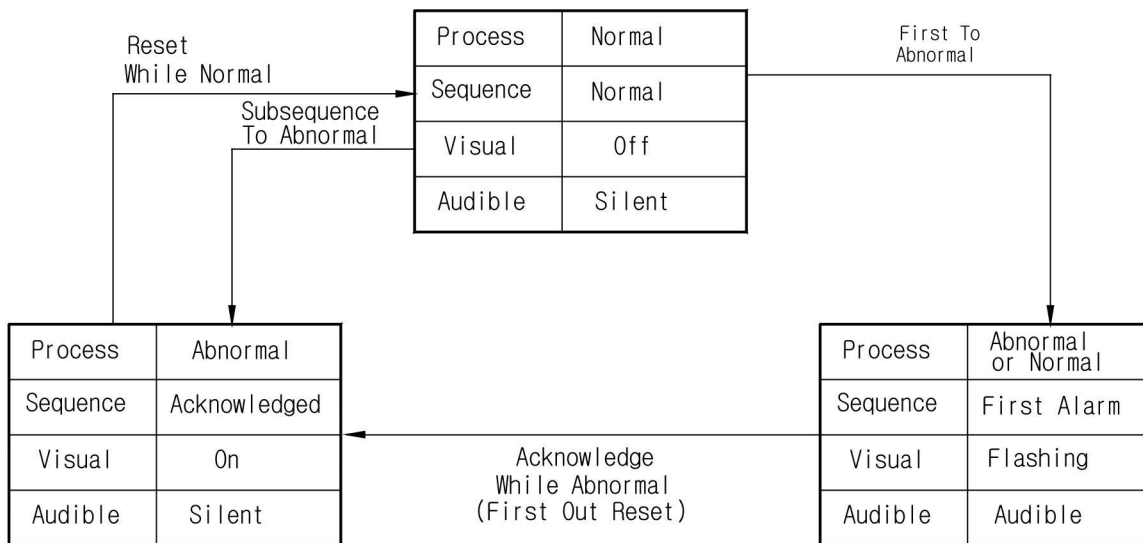 Reset
While Normal
Process Normal
Sequence Normal
Visual Off
Audible Silent
First To
Abnormal
Subsequence
To Abnormal
Process Abnormal
Sequence Acknowledged
Visual On
Audible Silent
Acknowledge
While Abnormal
(First Out Reset)
Process Abnormal
or Normal
Sequence First Alarm
Visual Flashing
Audible Audible